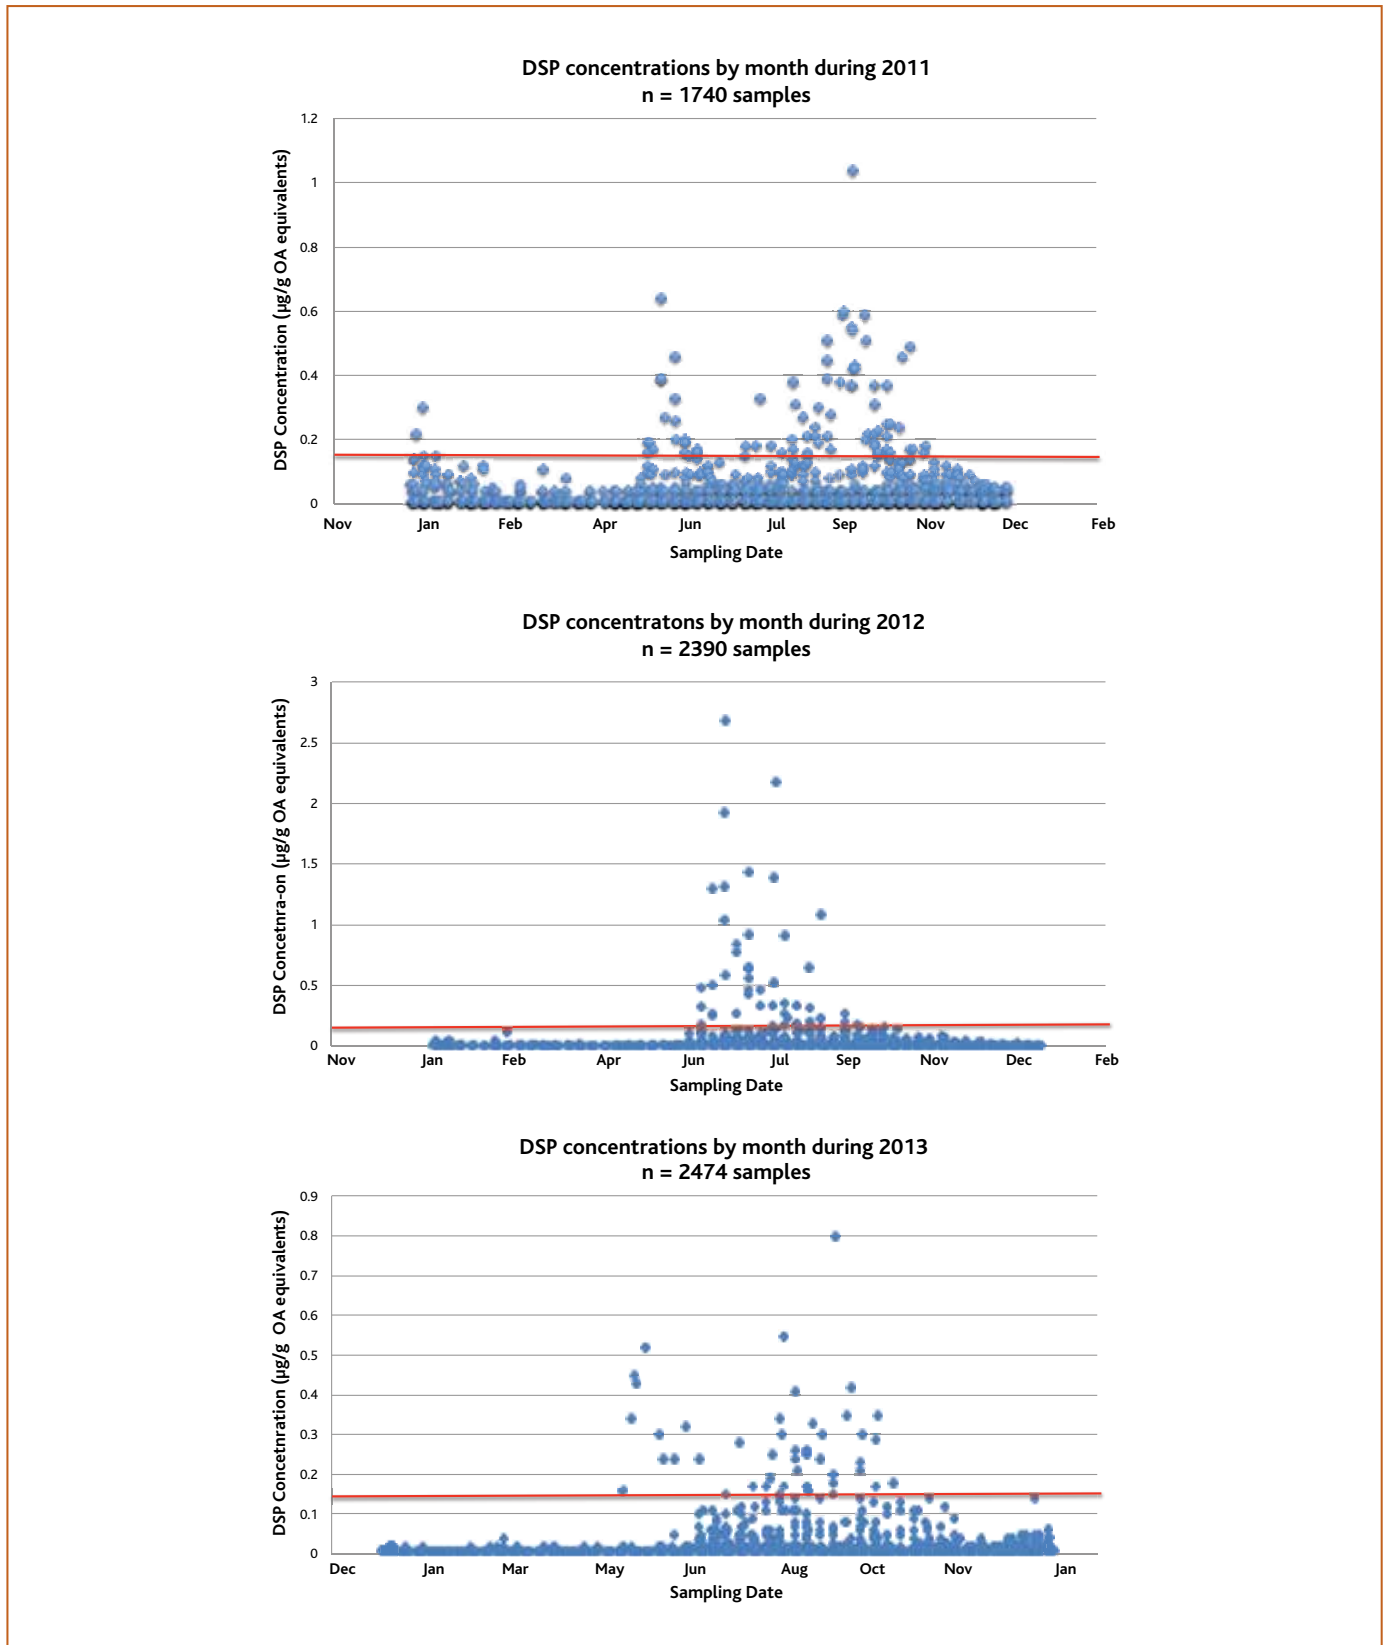 DSP concentrations by month during 2011
n = 1740 samples
DSP Concentration (µg/g OA equivalents)
1.2
1
0.8
0.6
0.4
0.2
0
Nov Jan Feb Apr Jun Jul Sep Nov Dec Feb
Sampling Date
DSP concentratons by month during 2012
n = 2390 samples
DSP Concetnra-on (µg/g OA equivalents)
3
2.5
2
1.5
1
0.5
0
Nov Jan Feb Apr Jun Jul Sep Nov Dec Feb
Sampling Date
DSP concentrations by month during 2013
n = 2474 samples
DSP Concetnration (µg/g OA equivalents)
0.9
0.8
0.7
0.6
0.5
0.4
0.3
0.2
0.1
0
Dec Jan Mar May Jun Aug Oct Nov Jan
Sampling Date